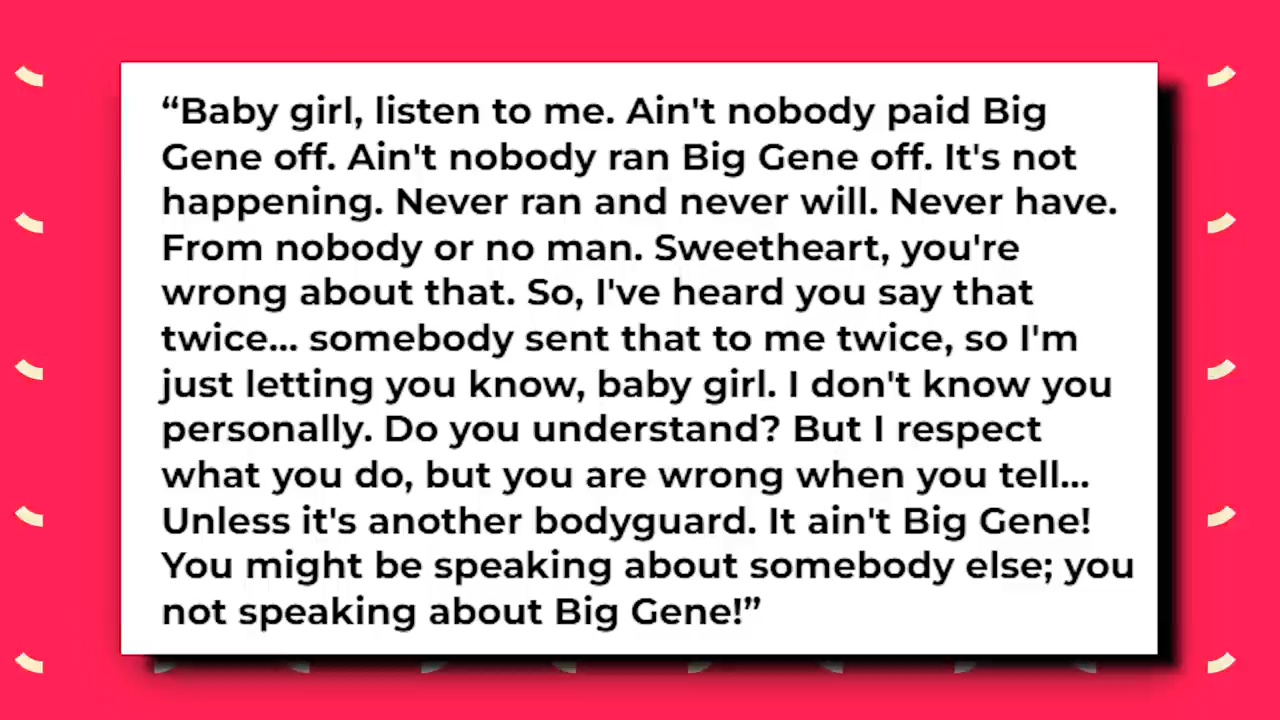 “Baby girl, listen to me. Ain't nobody paid Big
Gene off. Ain't nobody ran Big Gene off. It's not
happening. Never ran and never will. Never have.
From nobody or no man. Sweetheart, you're
wrong about that. So, I've heard you say that
twice... somebody sent that to me twice, so I'm
just letting you know, baby girl. I don't know you
personally. Do you understand? But I respect
what you do, but you are wrong when you tell...
Unless it's another bodyguard. It ain't Big Gene!
You might be speaking about somebody else; you
not speaking about Big Gene!”